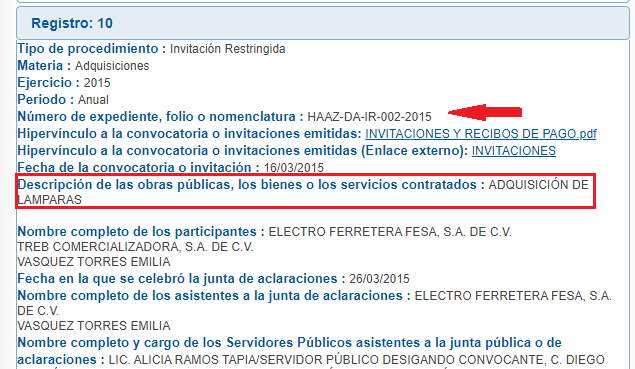 Registro: 10
Tipo de procedimiento : Invitación Restringida
Materia : Adquisiciones
Ejercicio : 2015
Periodo : Anual
Número de expediente, folio o nomenclatura : HAAZ-DA-IR-002-2015
Hipervínculo a la convocatoria o invitaciones emitidas: INVITACIONES Y RECIBOS DE PAGO.pdf
Hipervínculo a la convocatoria o invitaciones emitidas (Enlace externo): INVITACIONES
Fecha de la convocatoria o invitación : 16/03/2015
Descripción de las obras públicas, los bienes o los servicios contratados : ADQUISICIÓN DE
LAMPARAS
Nombre completo de los participantes : ELECTRO FERRETERA FESA, S.A. DE C.V.
TREB COMERCIALIZADORA, S.A. DE C.V.
VASQUEZ TORRES EMILIA
Fecha en la que se celebró la junta de aclaraciones : 26/03/2015
Nombre completo de los asistentes a la junta de aclaraciones : ELECTRO FERRETERA FESA, S.A.
DE C.V.
VASQUEZ TORRES EMILIA
Nombre completo y cargo de los Servidores Públicos asistentes a la junta pública o de
aclaraciones : LIC. ALICIA RAMOS TAPIA/SERVIDOR PÚBLICO DESIGANDO CONVOCANTE, C. DIEGO